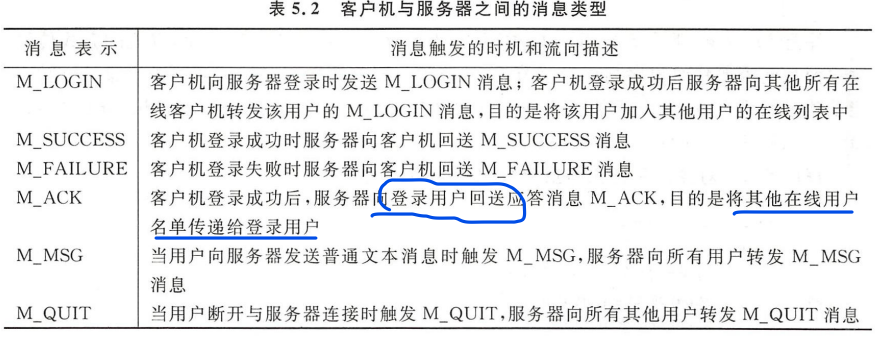 表 5.2 客户机与服务器之间的消息类型
消息表示 消息触发的时机和流向描述
M_LOGIN 客户机向服务器登录时发送 M_LOGIN 消息；客户机登录成功后服务器向其他所有在
线客户机转发该用户的 M_LOGIN 消息,目的是将该用户加入其他用户的在线列表中
M_SUCCESS 客户机登录成功时服务器向客户机回送 M_SUCCESS 消息
M_FAILURE 客户机登录失败时服务器向客户机回送 M_FAILURE 消息
M_ACK 客户机登录成功后,服务器向登录用户回送应答消息 M_ACK,目的是将其他在线用户
名单传递给登录用户
M_MSG 当用户向服务器发送普通文本消息时触发 M_MSG,服务器向所有用户转发 M_MSG
消息
M_QUIT 当用户断开与服务器连接时触发 M_QUIT,服务器向所有其他用户转发 M_QUIT 消息